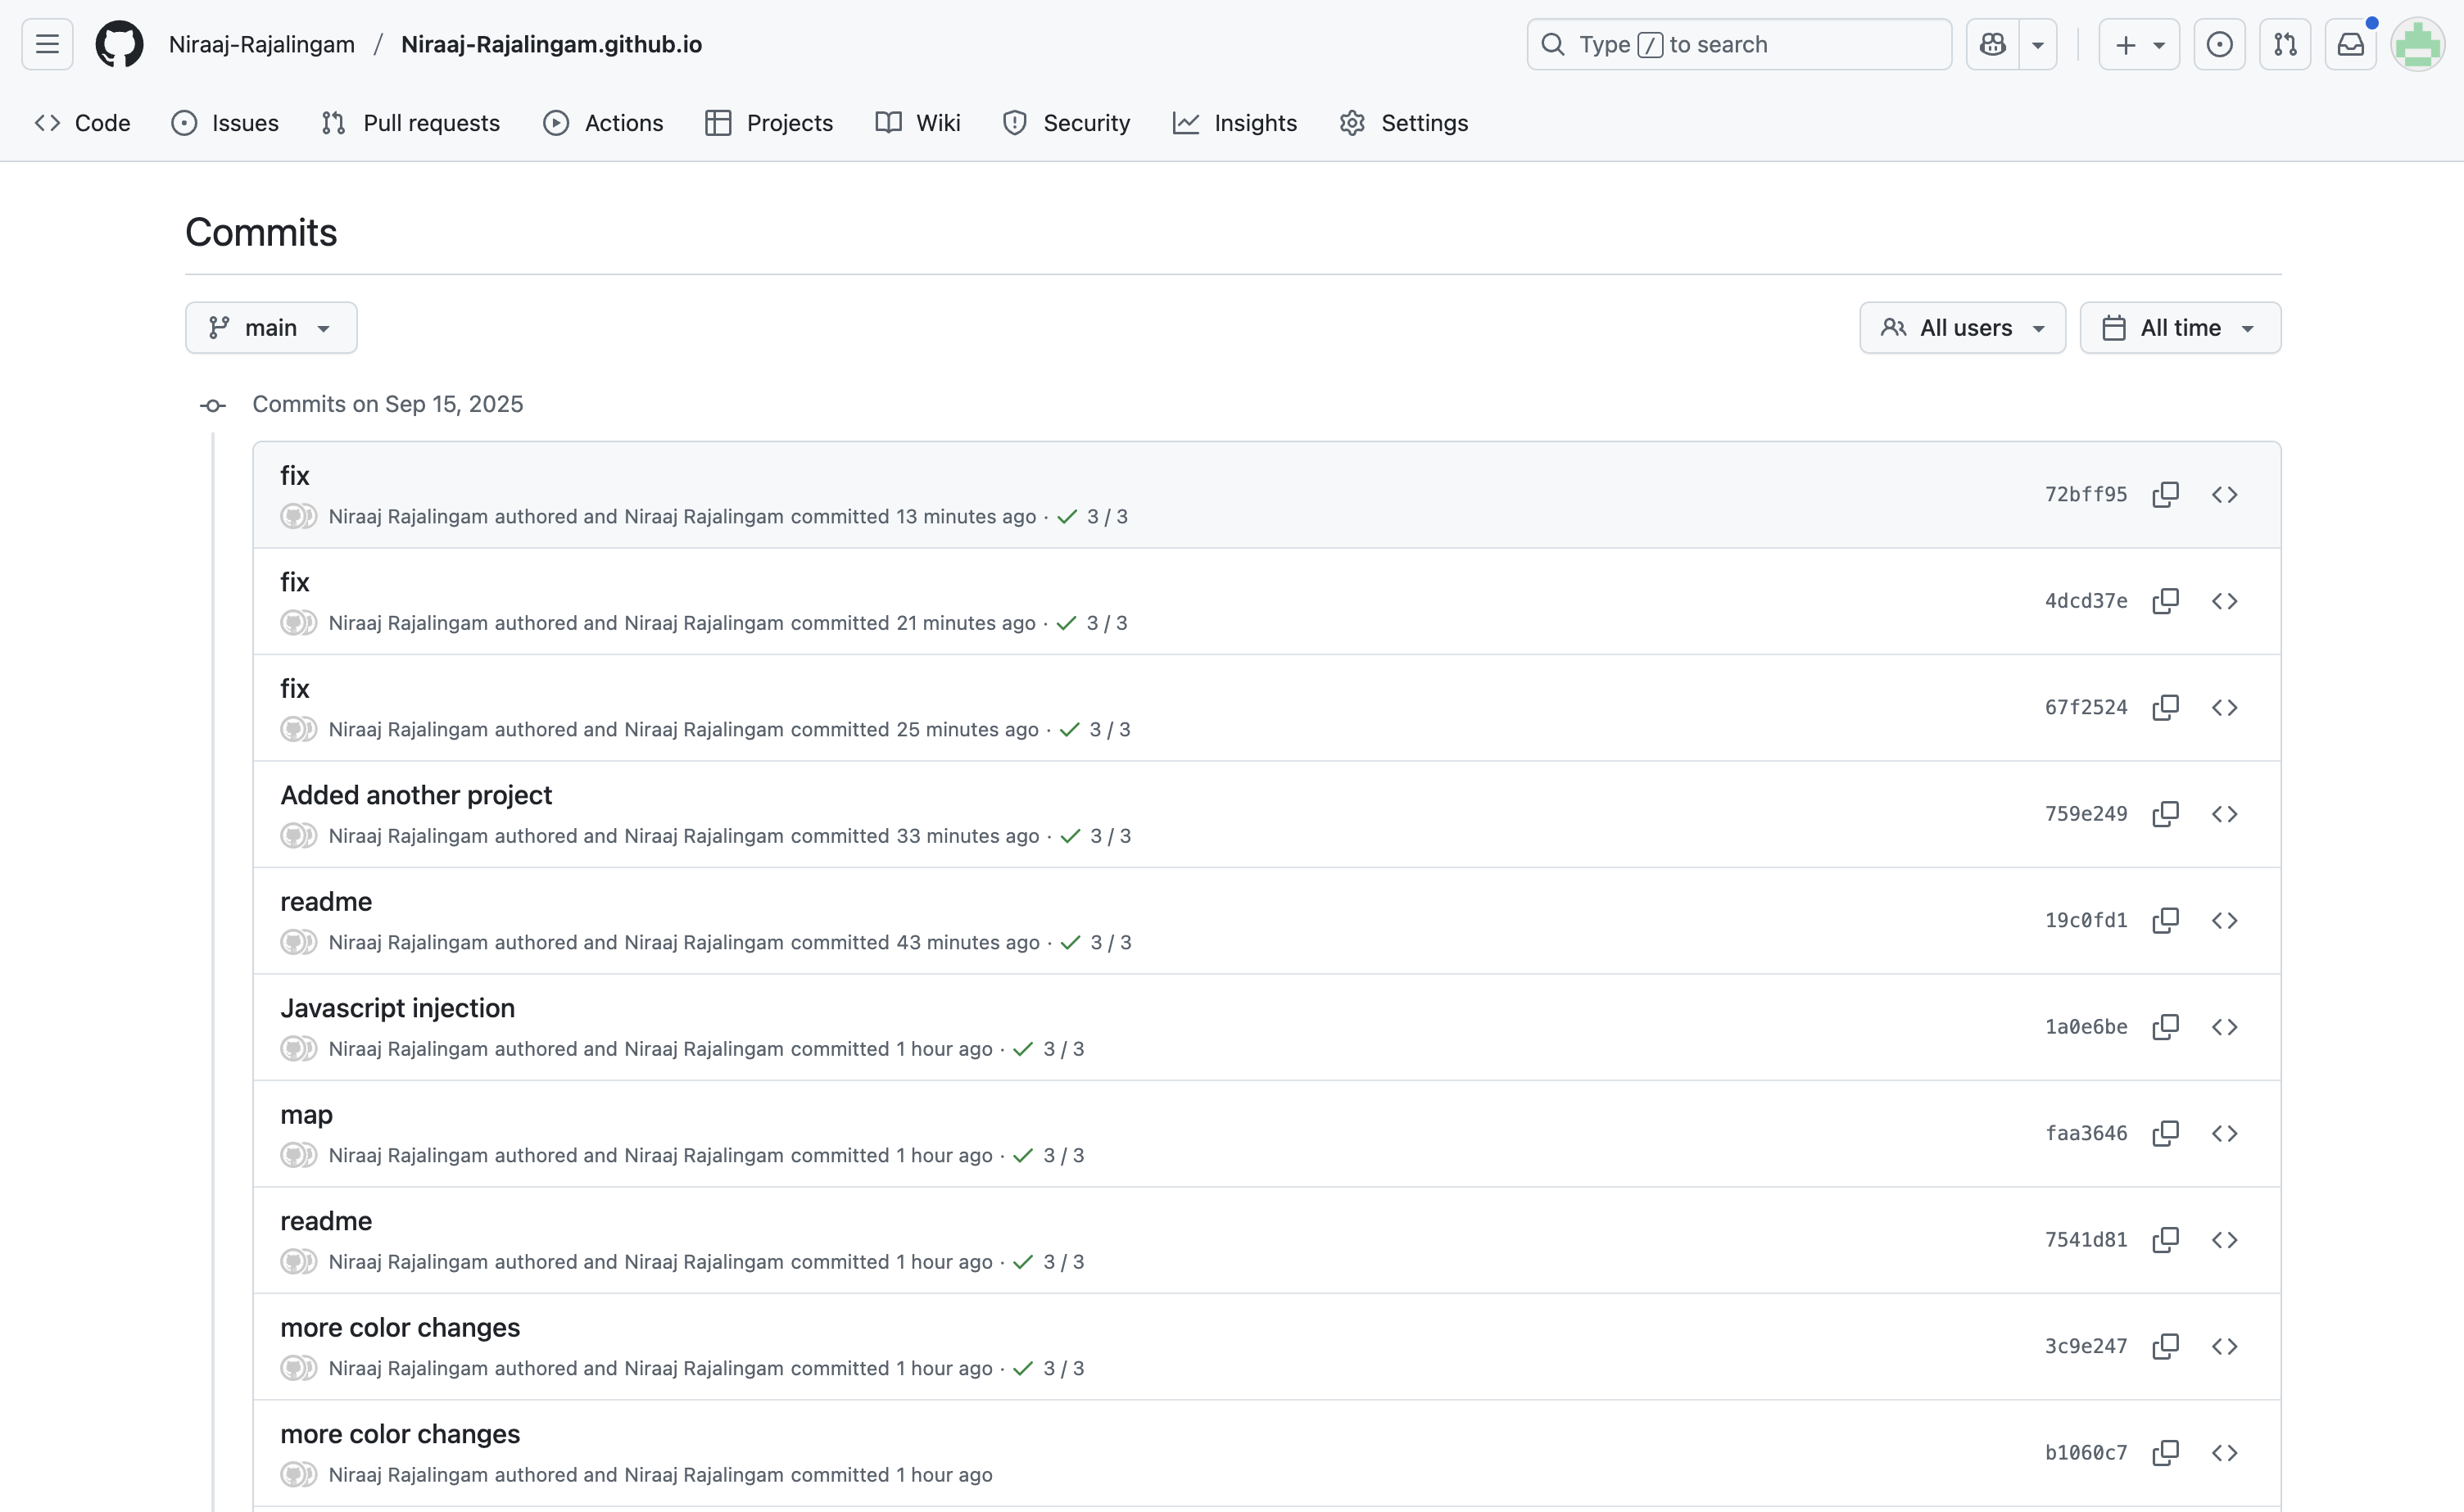 Niraaj-Rajalingam / Niraaj-Rajalingam.github.io
Type / to search
Code Issues Pull requests Actions Projects Wiki Security Insights Settings
Commits
main
All users All time
Commits on Sep 15, 2025
fix
Niraaj Rajalingam authored and Niraaj Rajalingam committed 13 minutes ago · 3 / 3
72bff95
fix
Niraaj Rajalingam authored and Niraaj Rajalingam committed 21 minutes ago · 3 / 3
4dcd37e
fix
Niraaj Rajalingam authored and Niraaj Rajalingam committed 25 minutes ago · 3 / 3
67f2524
Added another project
Niraaj Rajalingam authored and Niraaj Rajalingam committed 33 minutes ago · 3 / 3
759e249
readme
Niraaj Rajalingam authored and Niraaj Rajalingam committed 43 minutes ago · 3 / 3
19c0fd1
Javascript injection
Niraaj Rajalingam authored and Niraaj Rajalingam committed 1 hour ago · 3 / 3
1a0e6be
map
Niraaj Rajalingam authored and Niraaj Rajalingam committed 1 hour ago · 3 / 3
faa3646
readme
Niraaj Rajalingam authored and Niraaj Rajalingam committed 1 hour ago · 3 / 3
7541d81
more color changes
Niraaj Rajalingam authored and Niraaj Rajalingam committed 1 hour ago · 3 / 3
3c9e247
more color changes
Niraaj Rajalingam authored and Niraaj Rajalingam committed 1 hour ago
b1060c7